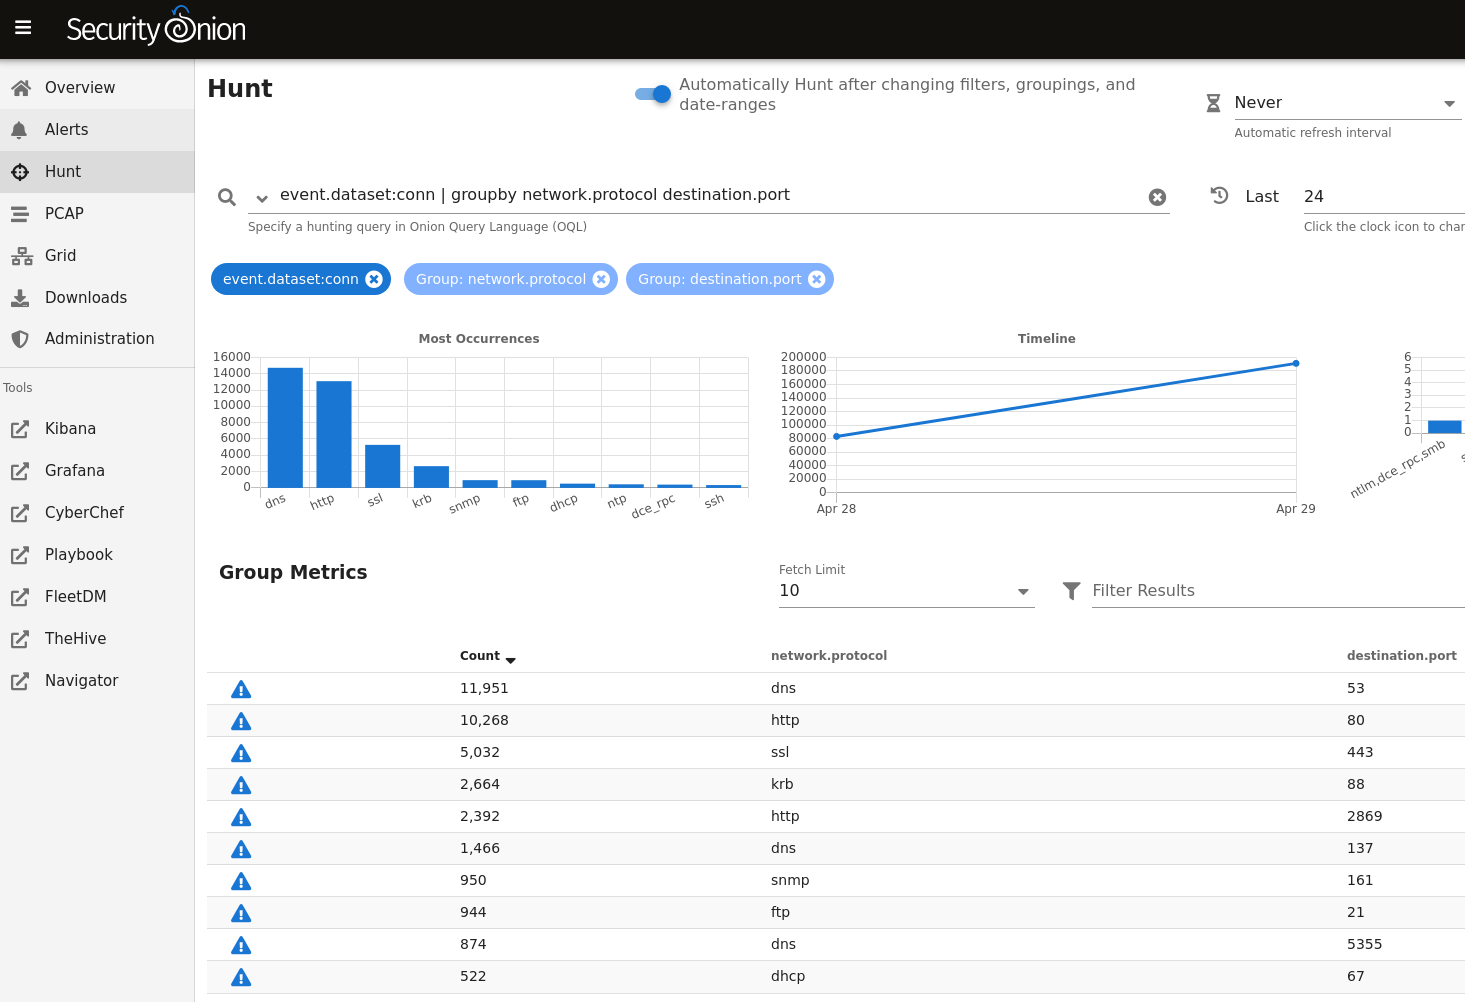 Security Onion
Overview
Alerts
Hunt
PCAP
Grid
Downloads
Administration
Tools
Kibana
Grafana
CyberChef
Playbook
FleetDM
TheHive
Navigator
Hunt
Automatically Hunt after changing filters, groupings, and
date-ranges
Never
Automatic refresh interval
event.dataset:conn | groupby network.protocol destination.port
Specify a hunting query in Onion Query Language (OQL)
Last 24
Click the clock icon to char
event.dataset:conn Group: network.protocol Group: destination.port
Most Occurrences
16000
14000
12000
10000
8000
6000
4000
2000
0
dns http ssl krb snmp ftp dhcp ntp dce_rpc ssh
Timeline
200000
180000
160000
140000
120000
100000
80000
60000
40000
20000
0
Apr 28 Apr 29
6
5
4
3
2
1
0
ntlm,dce_rpc,smb
Group Metrics
Fetch Limit
10
Filter Results
Count network.protocol destination.port
11,951 dns 53
10,268 http 80
5,032 ssl 443
2,664 krb 88
2,392 http 2869
1,466 dns 137
950 snmp 161
944 ftp 21
874 dns 5355
522 dhcp 67